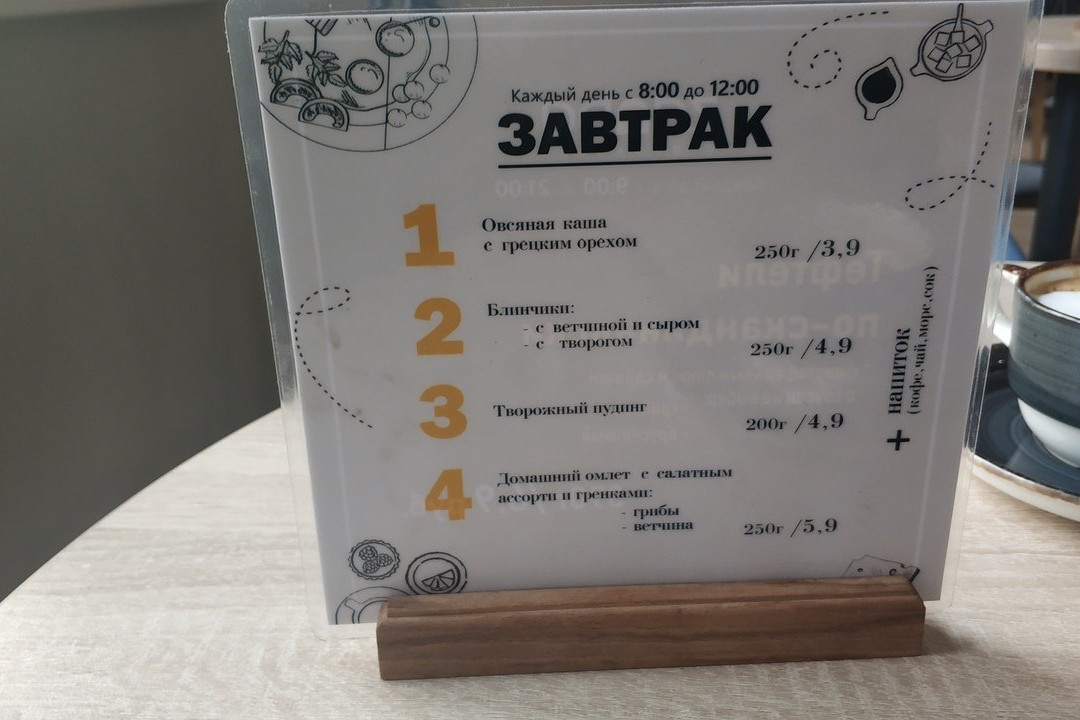 Каждый день с 8:00 до 12:00
ЗАВТРАК
1
Овсяная каша
с грецким орехом
250г /3,9
2
Блинчики:
- с ветчиной и сыром
- с творогом
250г /4,9
3
Творожный пудинг
200г /4,9
4
Домашний омлет с салатным
ассорти и гренками:
- грибы
- ветчина
250г /5,9
+ напиток
(кофе,чай,морс,сок)
Тефтели